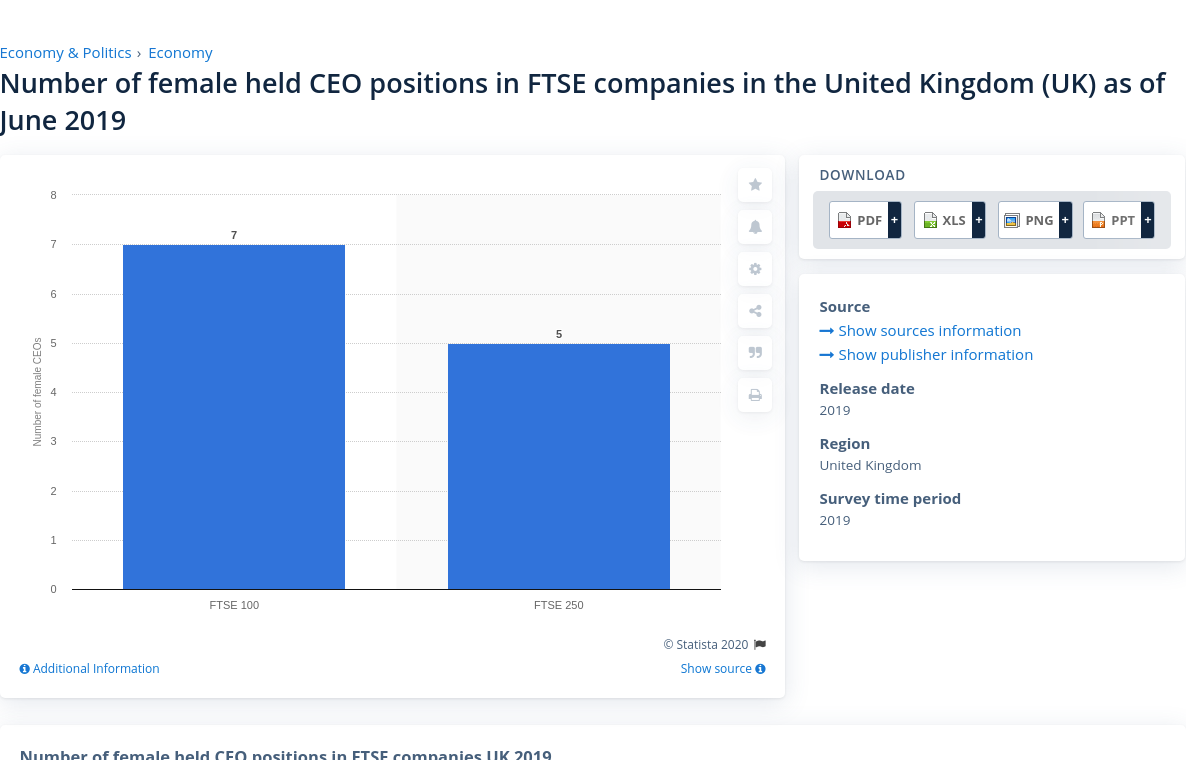 Economy & Politics › Economy
Number of female held CEO positions in FTSE companies in the United Kingdom (UK) as of
June 2019
8
7
6
5
4
3
2
1
0
Number of female CEOs
7
5
FTSE 100
FTSE 250
© Statista 2020
Additional Information
Show source
DOWNLOAD
PDF +
XLS +
PNG +
PPT +
Source
Show sources information
Show publisher information
Release date
2019
Region
United Kingdom
Survey time period
2019
Number of female held CEO positions in FTSE companies UK 2019